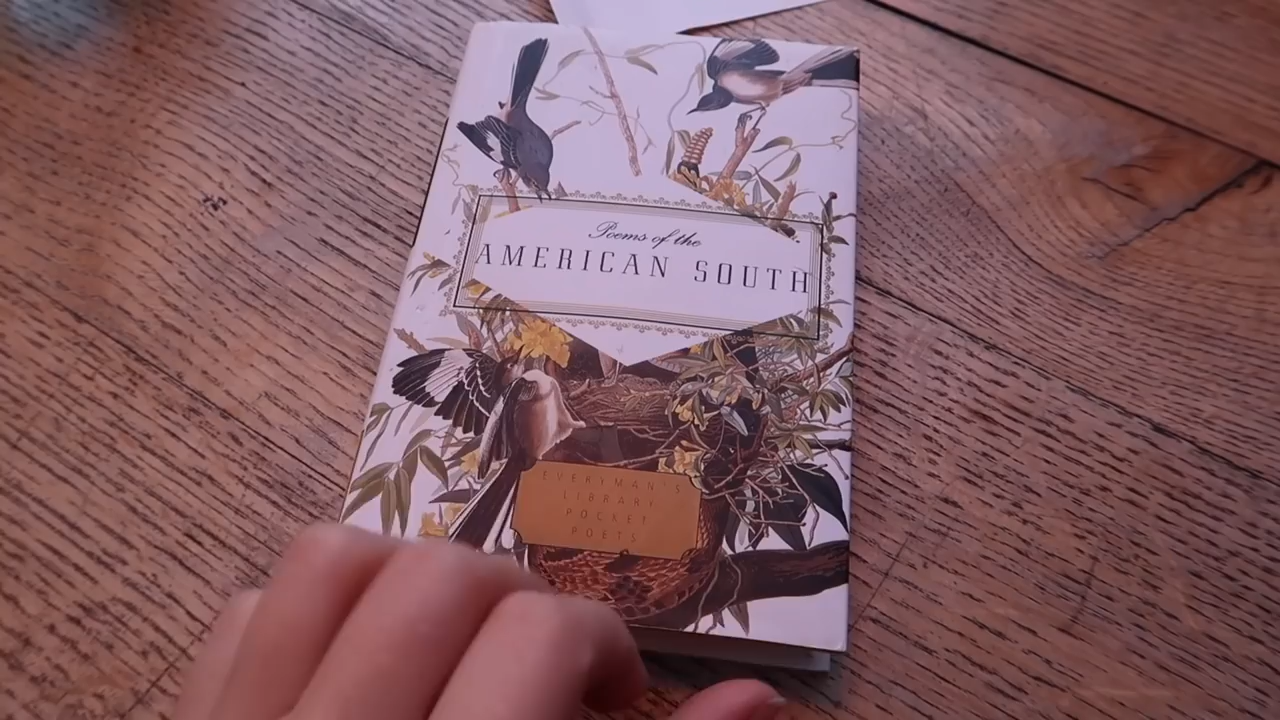 Poems of the
AMERICAN SOUTH
EVERYMAN'S
LIBRARY
POCKET
POETS